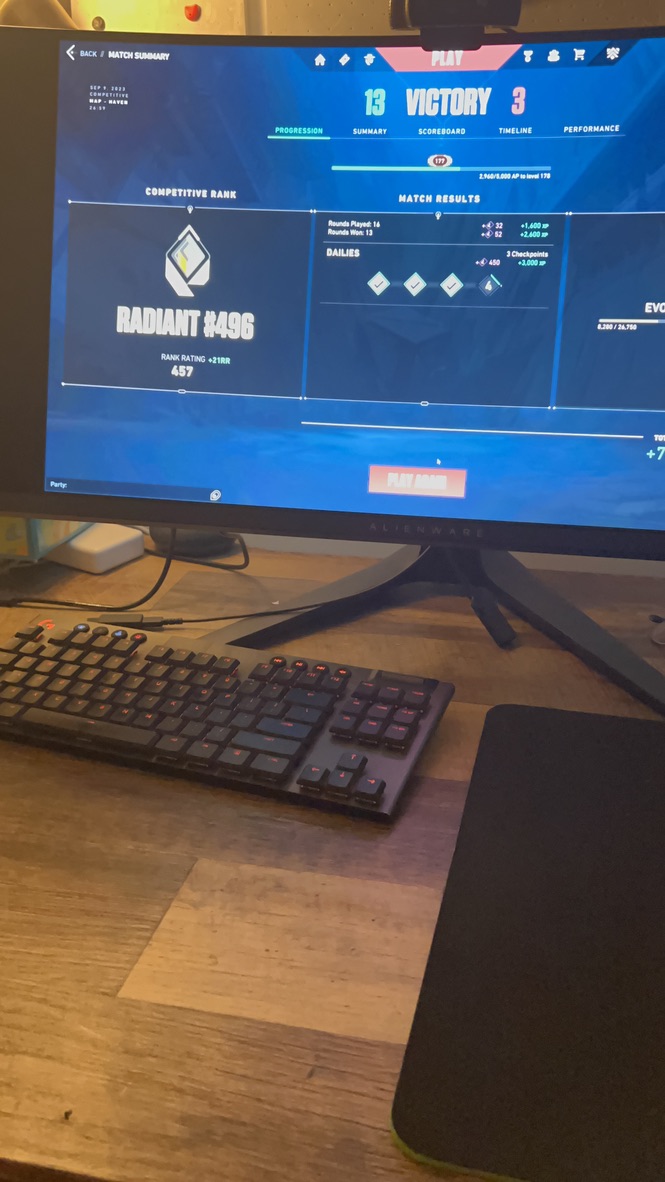 BACK // MATCH SUMMARY
PLAY
SEP 9, 2023
COMPETITIVE
MAP - HAVEN
13 VICTORY 3
PROGRESSION
SUMMARY
SCOREBOARD
TIMELINE
PERFORMANCE
177
2,960/5,000 AP to level 178
COMPETITIVE RANK
RADIANT #496
RANK RATING +21RR
457
MATCH RESULTS
Rounds Played: 16
+ 32
+1,600 XP
Rounds Won: 13
+ 52
+2,600 XP
DAILIES
3 Checkpoints
+ 450
+3,000 XP
4
EVO
8,280 / 26,750
TOT
+7
PLAY AGAIN
Party:
ALIENWARE